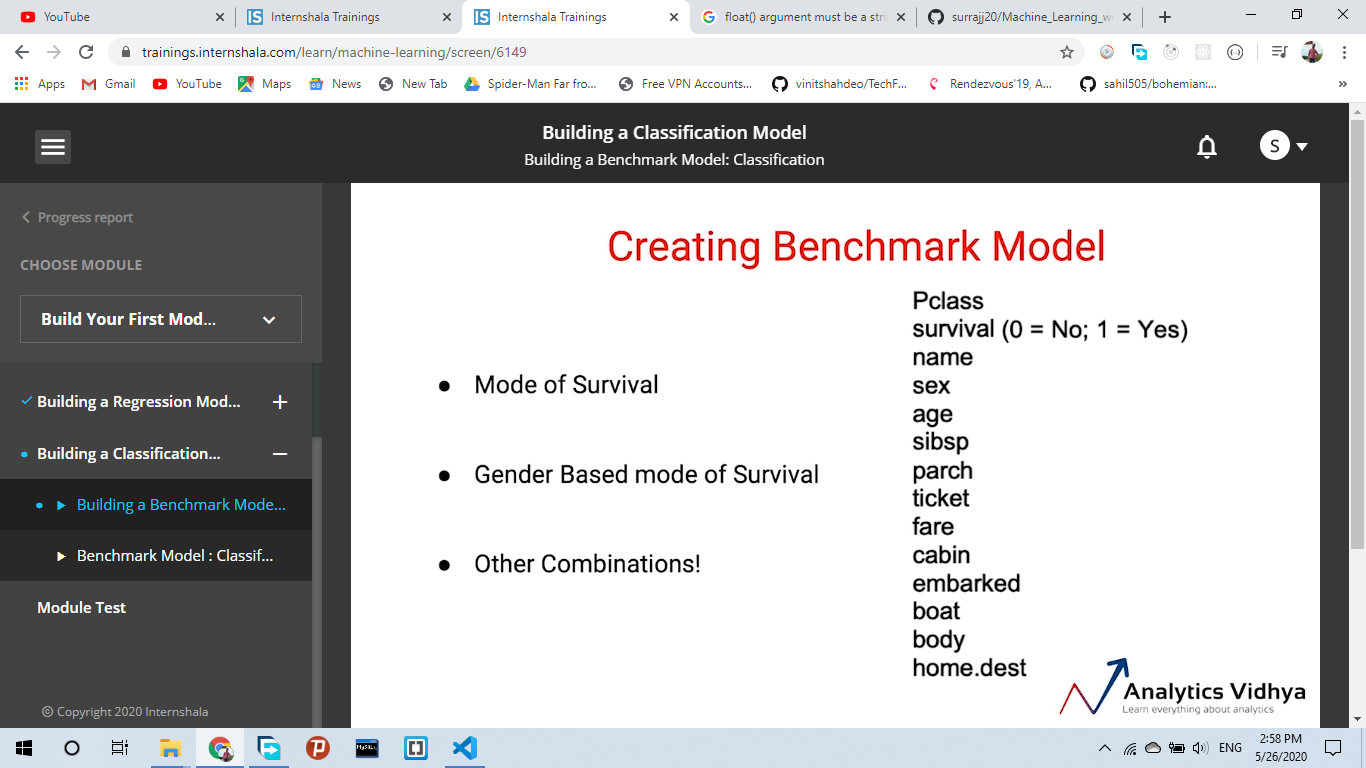 YouTube
Internshala Trainings
Internshala Trainings
float() argument must be a stri
surrajj20/Machine_Learning_w
trainings.internshala.com/learn/machine-learning/screen/6149
Apps
Gmail
YouTube
Maps
News
New Tab
Spider-Man Far fro...
Free VPN Accounts...
vinitshahdeo/TechF...
Rendezvous'19, A...
sahil505/bohemian:...
»
Building a Classification Model
Building a Benchmark Model: Classification
S
Progress report
CHOOSE MODULE
Build Your First Mod...
Building a Regression Mod...
Building a Classification...
Building a Benchmark Mode...
Benchmark Model : Classif...
Module Test
© Copyright 2020 Internshala
Creating Benchmark Model
● Mode of Survival
● Gender Based mode of Survival
● Other Combinations!
Pclass
survival (0 = No; 1 = Yes)
name
sex
age
sibsp
parch
ticket
fare
cabin
embarked
boat
body
home.dest
Analytics Vidhya
Learn everything about analytics
MySQL
ENG
2:58 PM
5/26/2020